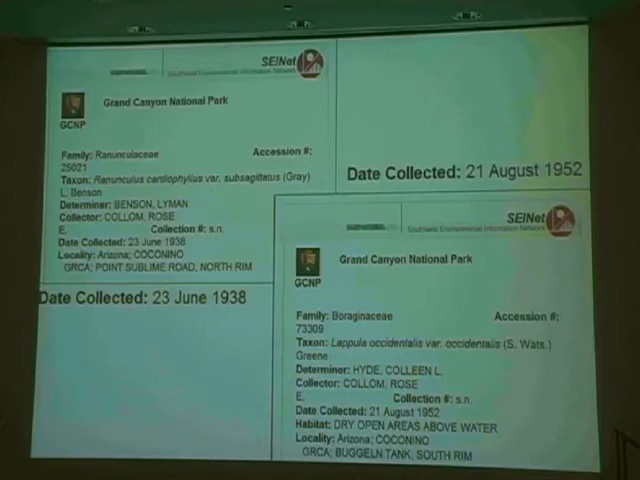 SEINet
Southwest Environmental Information Network
Grand Canyon National Park
GCNP
Family: Ranunculaceae Accession #:
25021
Taxon: Ranunculus cardiophyllus var. subsagittatus (Gray)
L. Benson
Determiner: BENSON, LYMAN
Collector: COLLOM, ROSE
E. Collection #: s.n.
Date Collected: 23 June 1938
Locality: Arizona; COCONINO
GRCA; POINT SUBLIME ROAD, NORTH RIM
Date Collected: 21 August 1952
Date Collected: 23 June 1938
SEINet
Southwest Environmental Information Network
Grand Canyon National Park
GCNP
Family: Boraginaceae Accession #:
73309
Taxon: Lappula occidentalis var. occidentalis (S. Wats.)
Greene
Determiner: HYDE, COLLEEN L.
Collector: COLLOM, ROSE
E. Collection #: s.n.
Date Collected: 21 August 1952
Habitat: DRY OPEN AREAS ABOVE WATER
Locality: Arizona; COCONINO
GRCA; BUGGELN TANK, SOUTH RIM